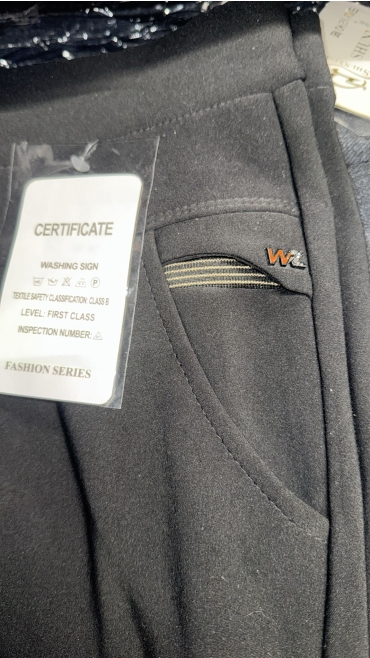 CERTIFICATE
WASHING SIGN
TEXTILE SAFETY CLASSIFICATION: CLASS B
LEVEL: FIRST CLASS
INSPECTION NUMBER:
FASHION SERIES
WL